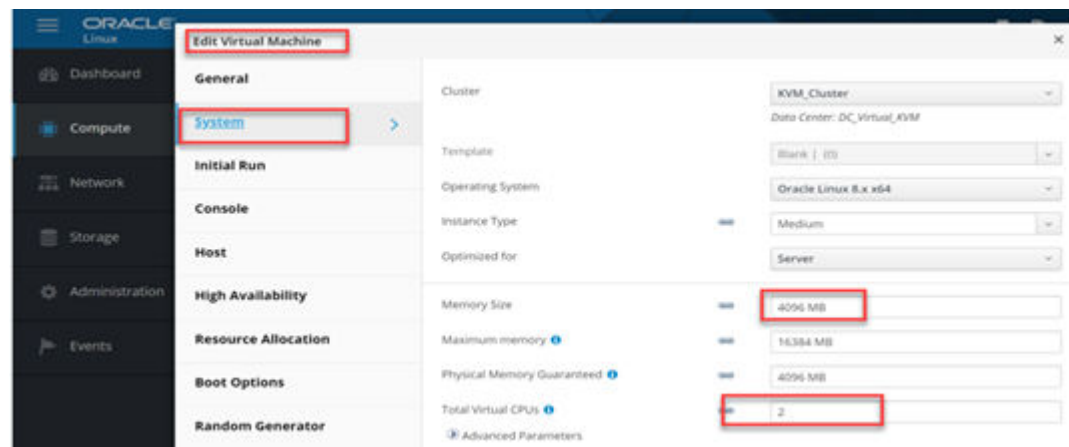 ORACLE
Linux
Dashboard
Compute
Network
Storage
Administration
Events
Edit Virtual Machine
General
System
Initial Run
Console
Host
High Availability
Resource Allocation
Boot Options
Random Generator
Cluster
KVM_Cluster
Data Center: DC_Virtual_KVM
Template
Blank | (0)
Operating System
Oracle Linux 8.x x64
Instance Type
Medium
Optimized for
Server
Memory Size
4096 MB
Maximum memory
16384 MB
Physical Memory Guaranteed
4096 MB
Total Virtual CPUs
2
Advanced Parameters